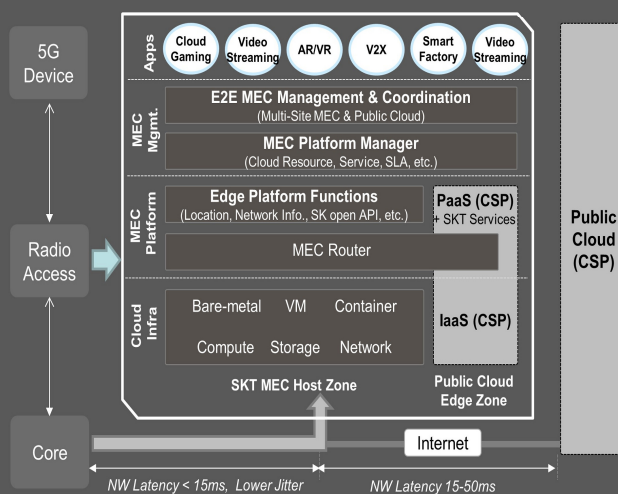 5G
Device
Radio
Access
Core
Apps
Cloud
Gaming
Video
Streaming
AR/VR
V2X
Smart
Factory
Video
Streaming
MEC
Mgmt.
E2E MEC Management & Coordination
(Multi-Site MEC & Public Cloud)
MEC Platform Manager
(Cloud Resource, Service, SLA, etc.)
MEC
Platform
Edge Platform Functions
(Location, Network Info., SK open API, etc.)
MEC Router
PaaS (CSP)
+ SKT Services
Cloud
Infra
Bare-metal VM Container
Compute Storage Network
IaaS (CSP)
SKT MEC Host Zone
Public Cloud
Edge Zone
Public
Cloud
(CSP)
Internet
NW Latency < 15ms, Lower Jitter
NW Latency 15-50ms